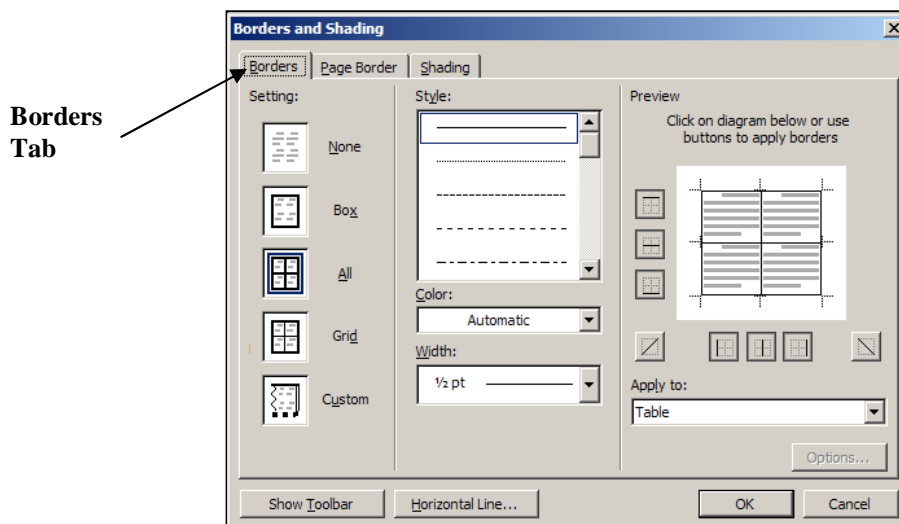 Borders and Shading
Borders
Page Border
Shading
Borders
Tab
Setting:
None
Box
All
Grid
Custom
Style:
Color:
Automatic
Width:
½ pt
Preview
Click on diagram below or use
buttons to apply borders
Apply to:
Table
Options...
Show Toolbar
Horizontal Line...
OK
Cancel